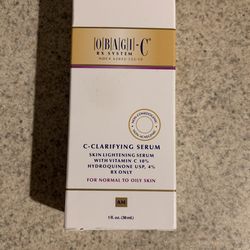 OBAGI-C
RX SYSTEM
C-CLARIFYING SERUM
SKIN LIGHTENING SERUM
WITH VITAMIN C 10%
HYDROQUINONE USP, 4%
RX ONLY
FOR NORMAL TO OILY SKIN
AM
1 fl. oz. (30 mL)